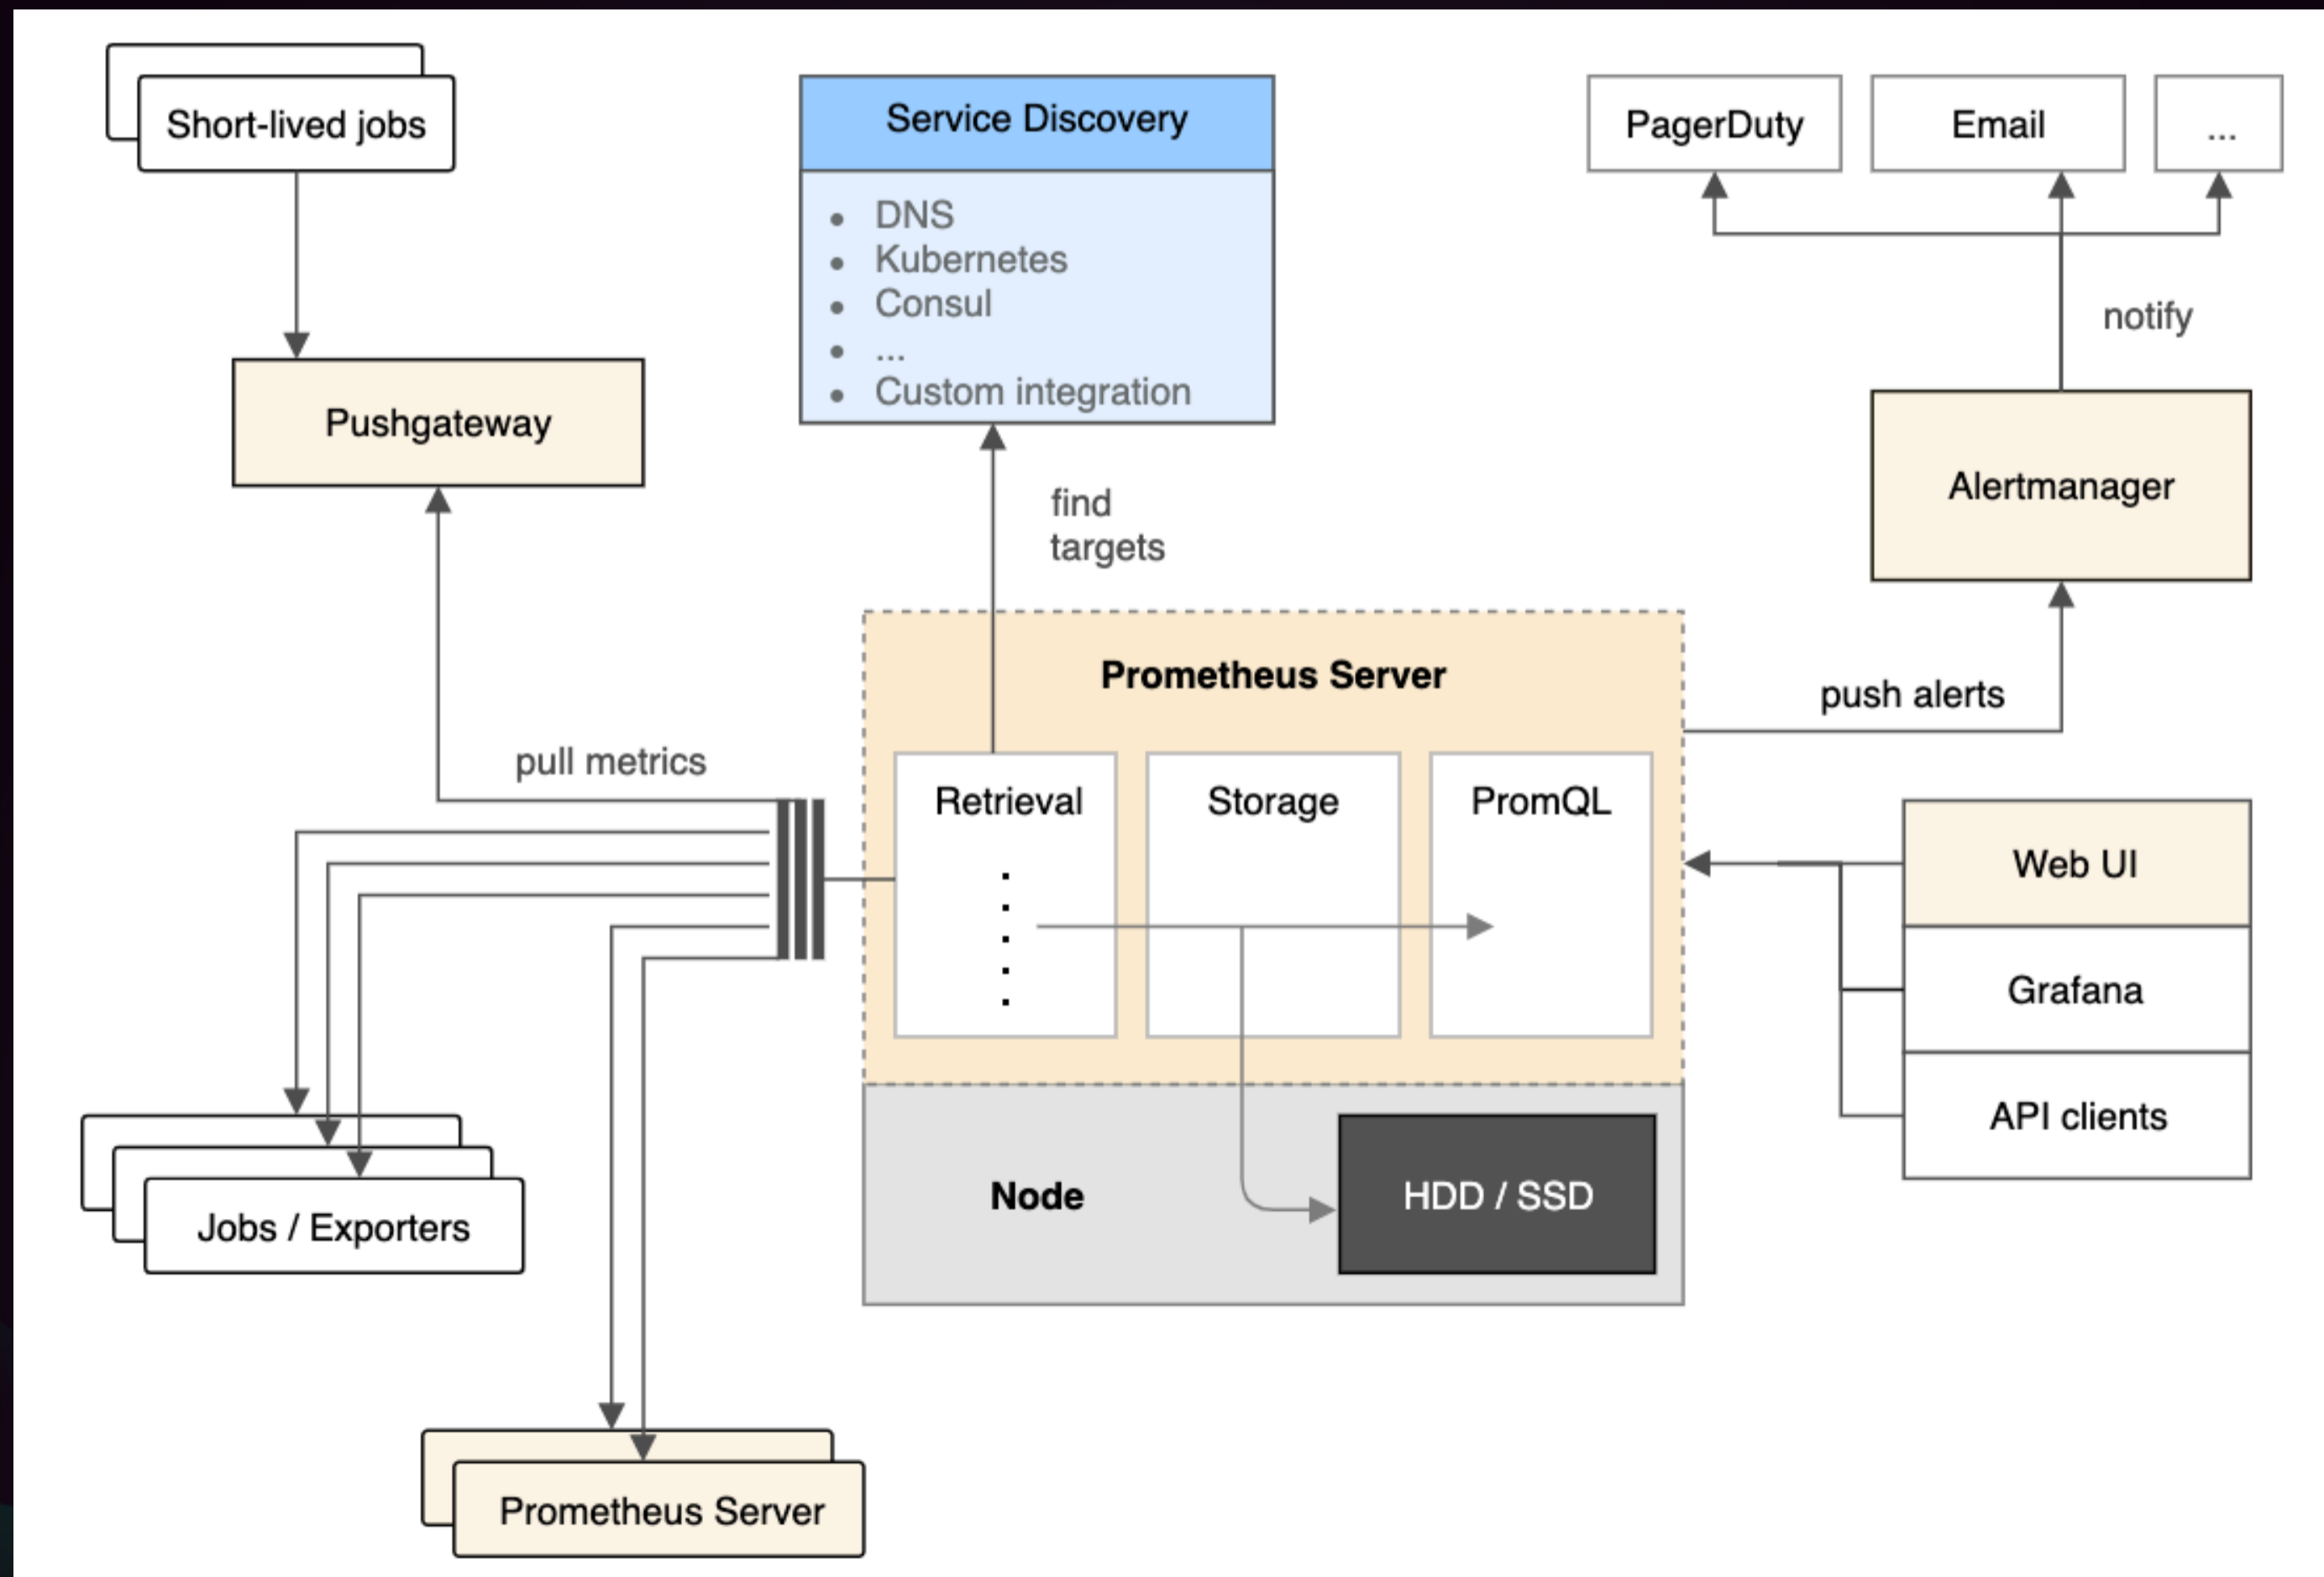 Short-lived jobs
Service Discovery
PagerDuty
Email
...
DNS
Kubernetes
Consul
...
Custom integration
notify
Pushgateway
Alertmanager
find
targets
Prometheus Server
push alerts
pull metrics
Retrieval
Storage
PromQL
Web UI
Grafana
API clients
Node
HDD / SSD
Jobs / Exporters
Prometheus Server